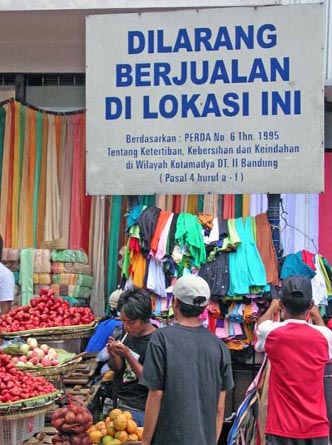 DILARANG
BERJUALAN
DI LOKASI INI
Berdasarkan : PERDA No 6 Thn. 1995
Tentang Ketertiban, Kebersihan dan Keindahan
di Wilayah Kotamadya DT. II Bandung
( Pasal 4 huruf a - f )